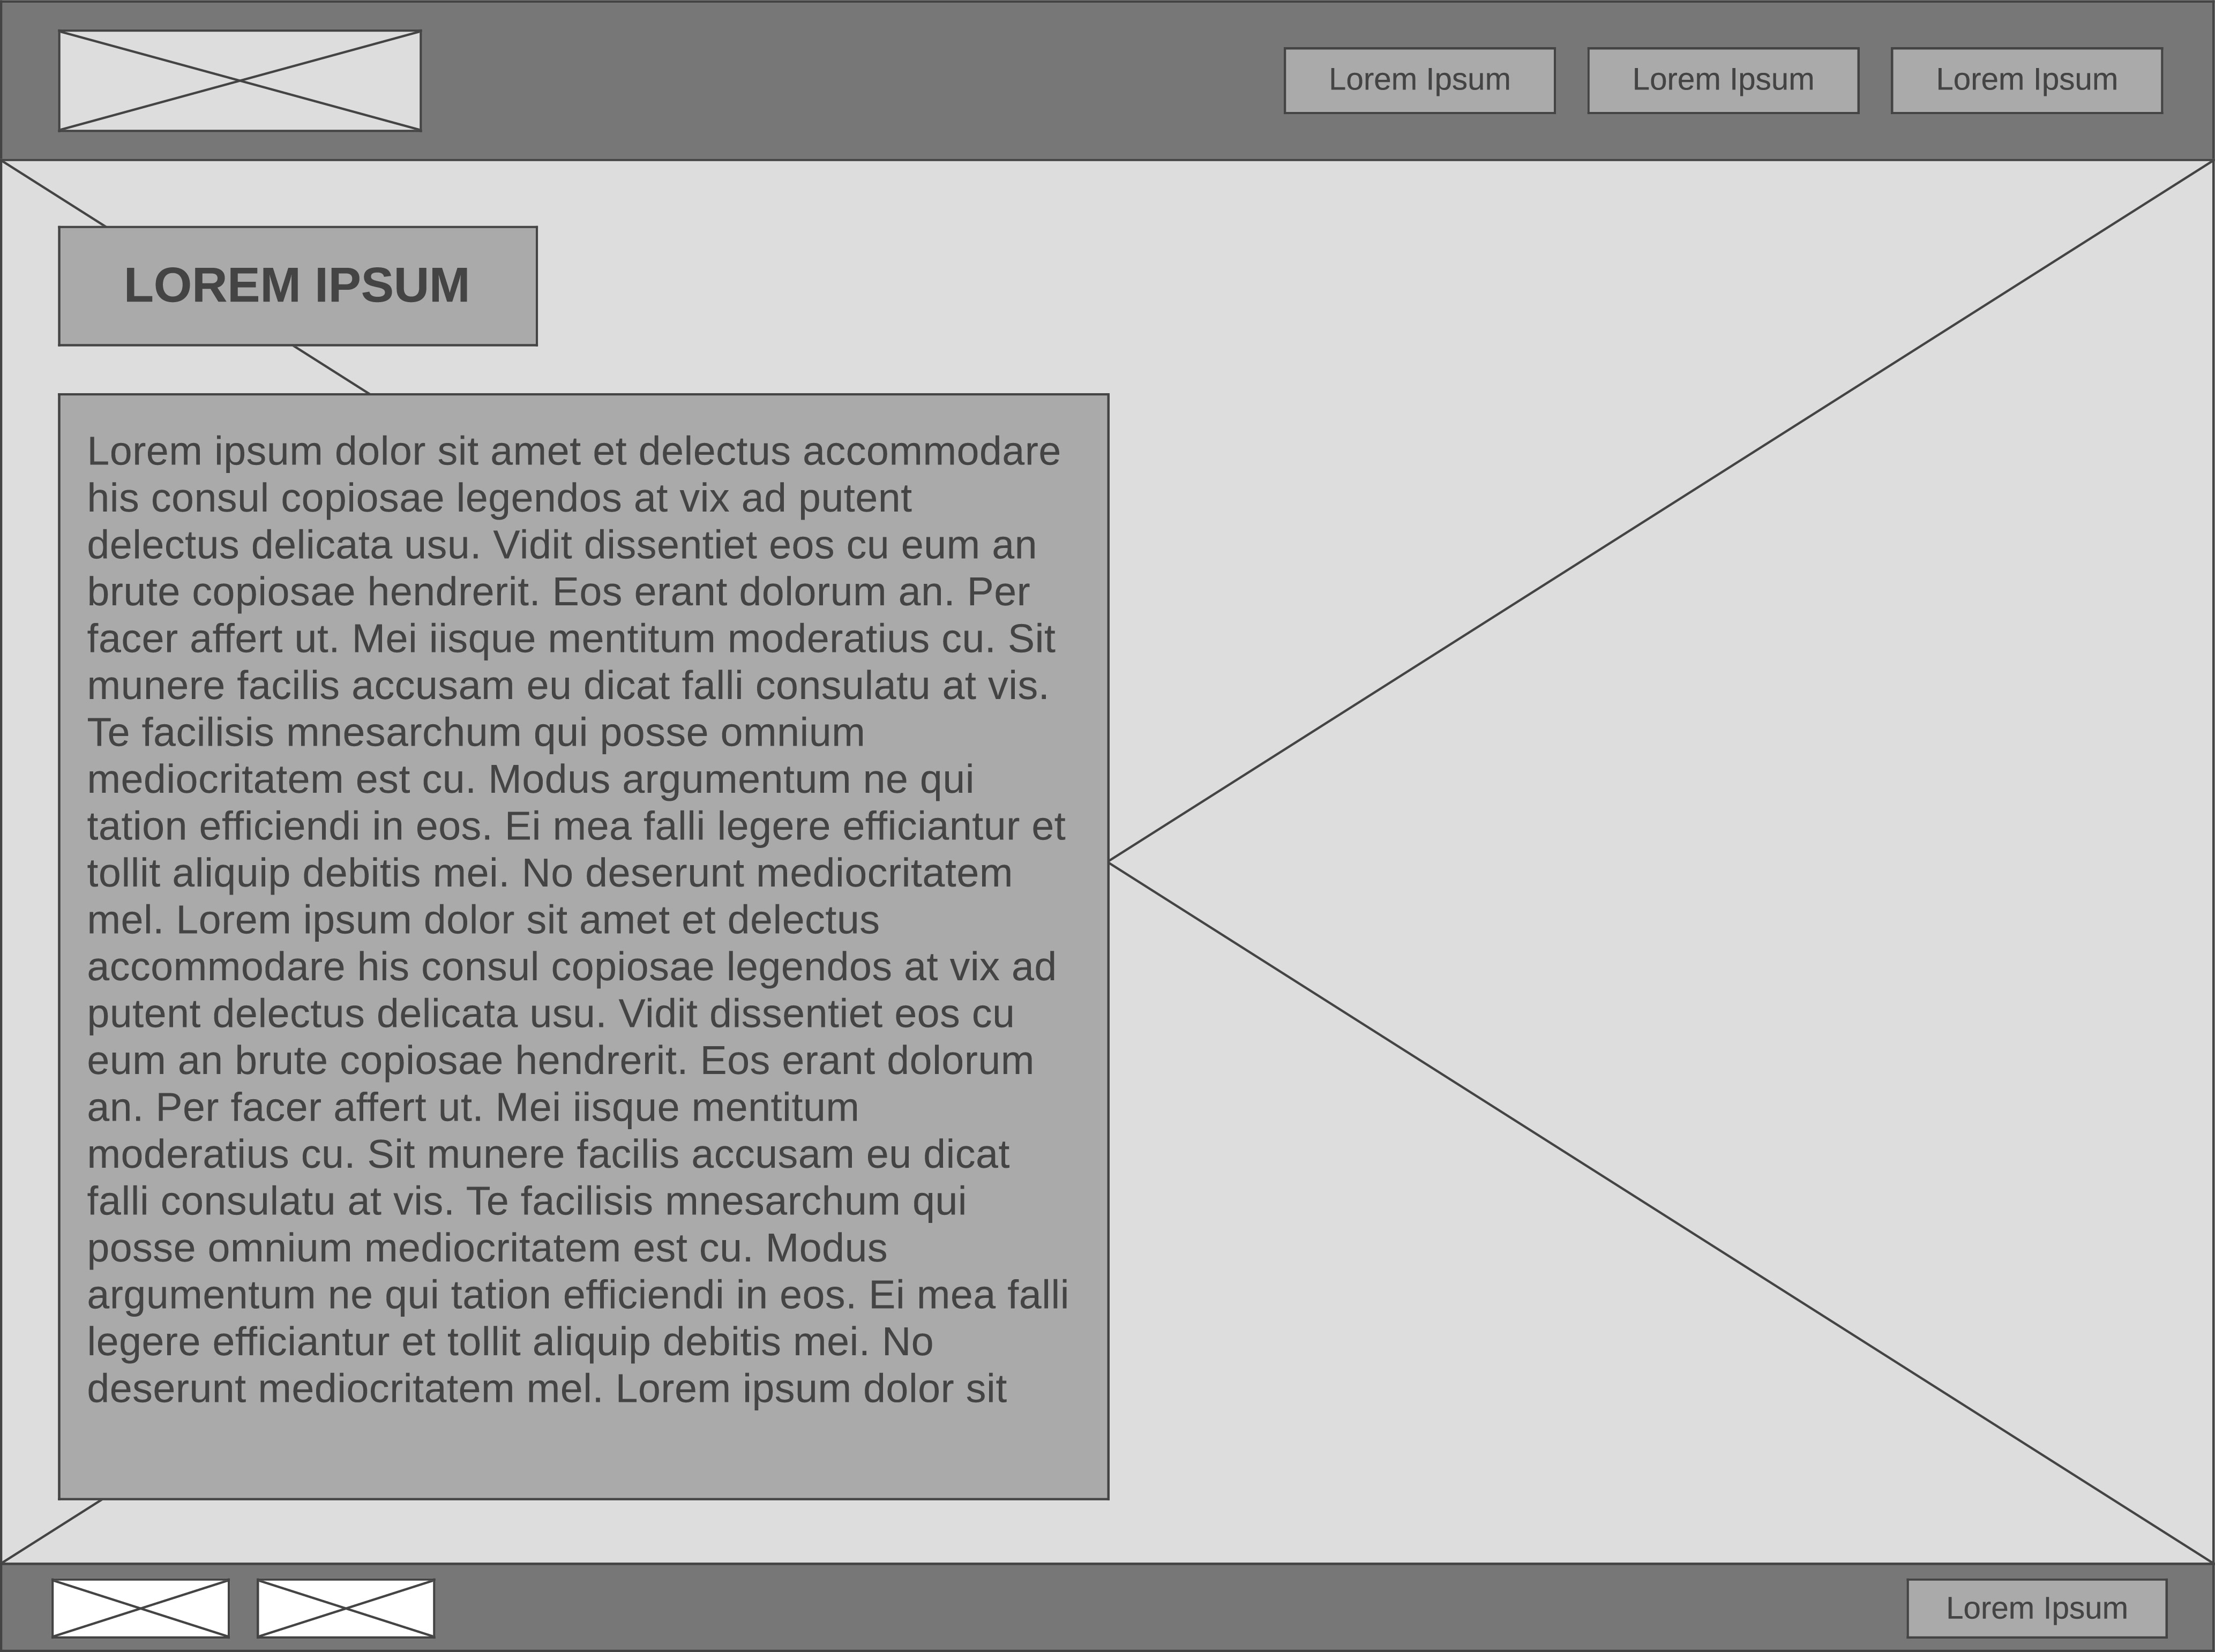 Lorem Ipsum
Lorem Ipsum
Lorem Ipsum
LOREM IPSUM
Lorem ipsum dolor sit amet et delectus accommodare
his consul copiosae legendos at vix ad putent
delectus delicata usu. Vidit dissentiet eos cu eum an
brute copiosae hendrerit. Eos erant dolorum an. Per
facer affert ut. Mei iisque mentitum moderatius cu. Sit
munere facilis accusam eu dicat falli consulatu at vis.
Te facilisis mnesarchum qui posse omnium
mediocritatem est cu. Modus argumentum ne qui
tation efficiendi in eos. Ei mea falli legere efficiantur et
tollit aliquip debitis mei. No deserunt mediocritatem
mel. Lorem ipsum dolor sit amet et delectus
accommodare his consul copiosae legendos at vix ad
putent delectus delicata usu. Vidit dissentiet eos cu
eum an brute copiosae hendrerit. Eos erant dolorum
an. Per facer affert ut. Mei iisque mentitum
moderatius cu. Sit munere facilis accusam eu dicat
falli consulatu at vis. Te facilisis mnesarchum qui
posse omnium mediocritatem est cu. Modus
argumentum ne qui tation efficiendi in eos. Ei mea falli
legere efficiantur et tollit aliquip debitis mei. No
deserunt mediocritatem mel. Lorem ipsum dolor sit
Lorem Ipsum